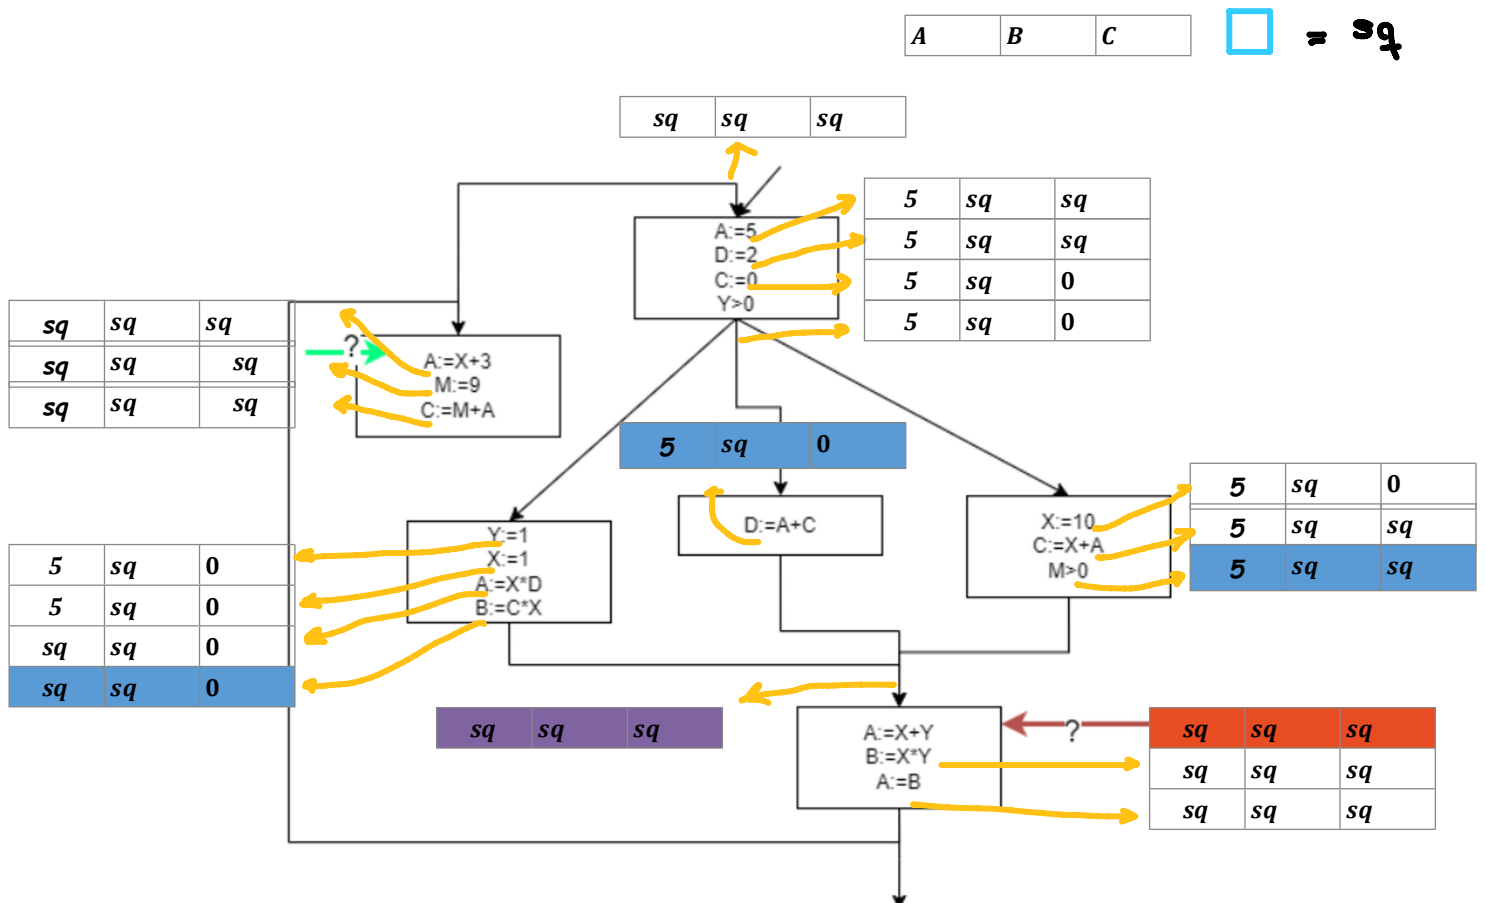 A B C = sq
sq sq sq
5 sq sq
5 sq sq
5 sq 0
5 sq 0
A:=5
D:=2
C:=0
Y>0
sq sq sq
sq sq sq
sq sq sq
?
A:=X+3
M:=9
C:=M+A
5 sq 0
D:=A+C
X:=10
C:=X+A
M>0
5 sq 0
5 sq sq
5 sq sq
5 sq 0
5 sq 0
sq sq 0
sq sq 0
Y:=1
X:=1
A:=X*D
B:=C*X
sq sq sq
A:=X+Y
B:=X*Y
A:=B
?
sq sq sq
sq sq sq
sq sq sq